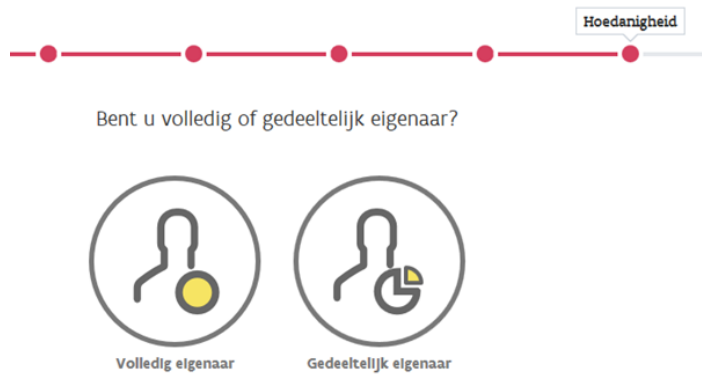 Hoedanigheid
Bent u volledig of gedeeltelijk eigenaar?
Volledig eigenaar
Gedeeltelijk eigenaar